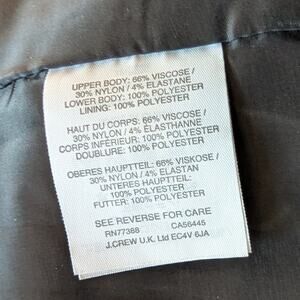 UPPER BODY: 66% VISCOSE /
30% NYLON / 4% ELASTANE
LOWER BODY: 100% POLYESTER
LINING: 100% POLYESTER
HAUT DU CORPS: 66% VISCOSE
/ 30% NYLON / 4% ÉLASTHANNE
CORPS INFÉRIEUR: 100% POLYESTER
DOUBLURE: 100% POLYESTER
OBERES HAUPTTEIL: 66% VISKOSE /
30% NYLON / 4% ELASTAN
UNTERES HAUPTTEIL:
100% POLYESTER
FUTTER: 100% POLYESTER
SEE REVERSE FOR CARE
RN77388 CA56445
J.CREW U.K. Ltd EC4V 6JA